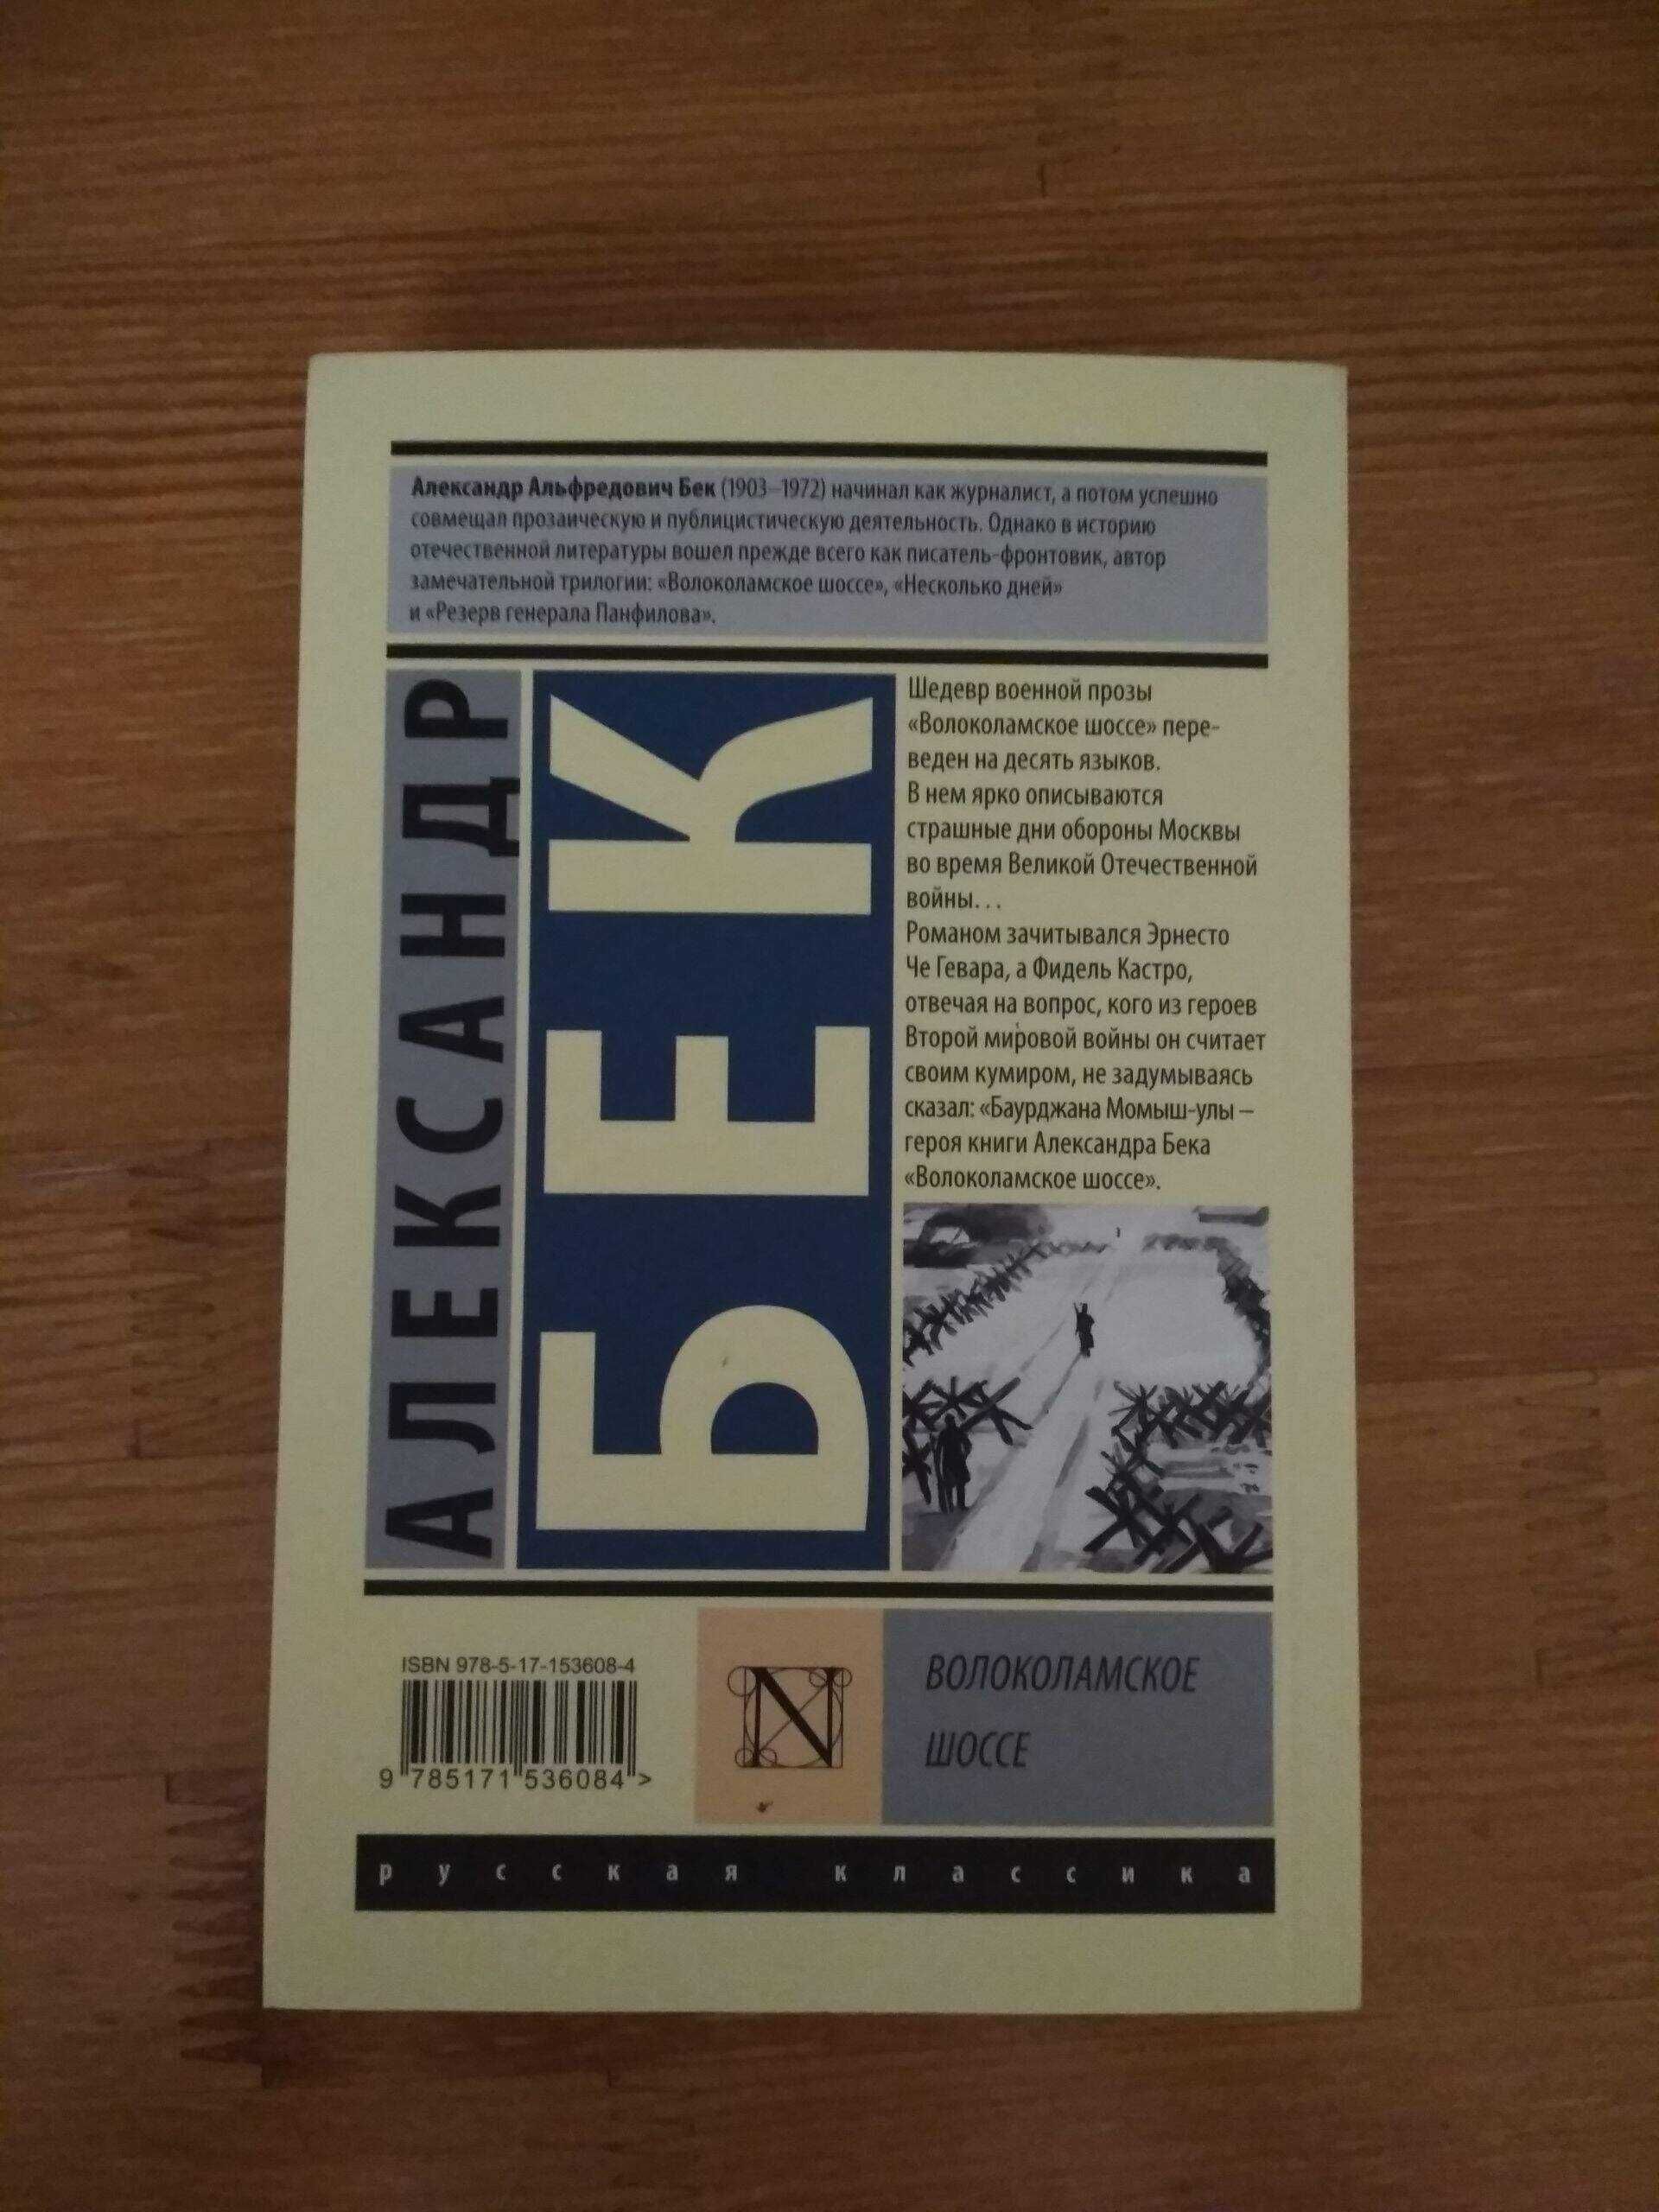 Александр Альфредович Бек (1903–1972) начинал как журналист, а потом успешно
совмещал прозаическую и публицистическую деятельность. Однако в историю
отечественной литературы вошел прежде всего как писатель-фронтовик, автор
замечательной трилогии: «Волоколамское шоссе», «Несколько дней»
и «Резерв генерала Панфилова».
АЛЕКСАНДР
БЕК
Шедевр военной прозы
«Волоколамское шоссе» пере-
веден на десять языков.
В нем ярко описываются
страшные дни обороны Москвы
во время Великой Отечественной
войны...
Романом зачитывался Эрнесто
Че Гевара, а Фидель Кастро,
отвечая на вопрос, кого из героев
Второй мировой войны он считает
своим кумиром, не задумываясь
сказал: «Баурджана Момыш-улы –
героя книги Александра Бека
«Волоколамское шоссе».
ISBN 978-5-17-153608-4
9 785171 536084 >
N
ВОЛОКОЛАМСКОЕ
ШОССЕ
русская классика